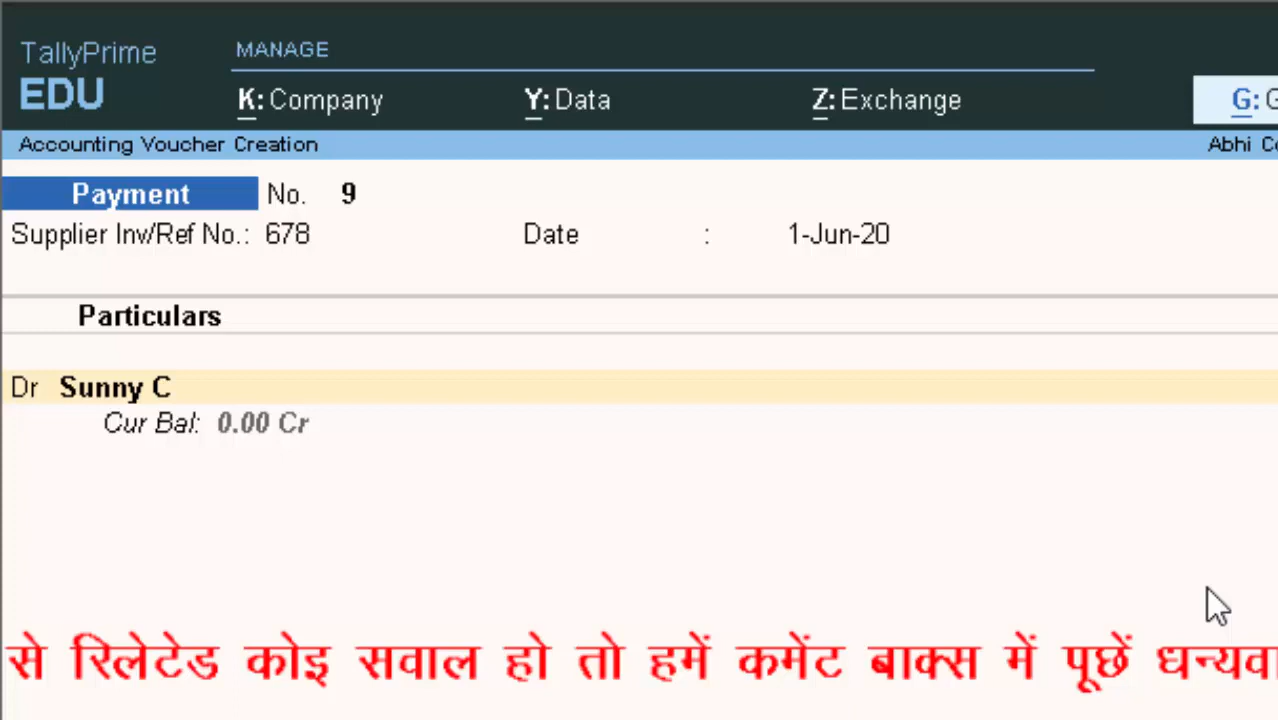 TallyPrime
EDU
MANAGE
K: Company Y: Data Z: Exchange G:
Accounting Voucher Creation Abhi
Payment No. 9
Supplier Inv/Ref No.: 678 Date : 1-Jun-20
Particulars
Dr Sunny C
Cur Bal: 0.00 Cr
से रिलेटेड कोइ सवाल हो तो हमें कमेंट बाक्स में पूछें